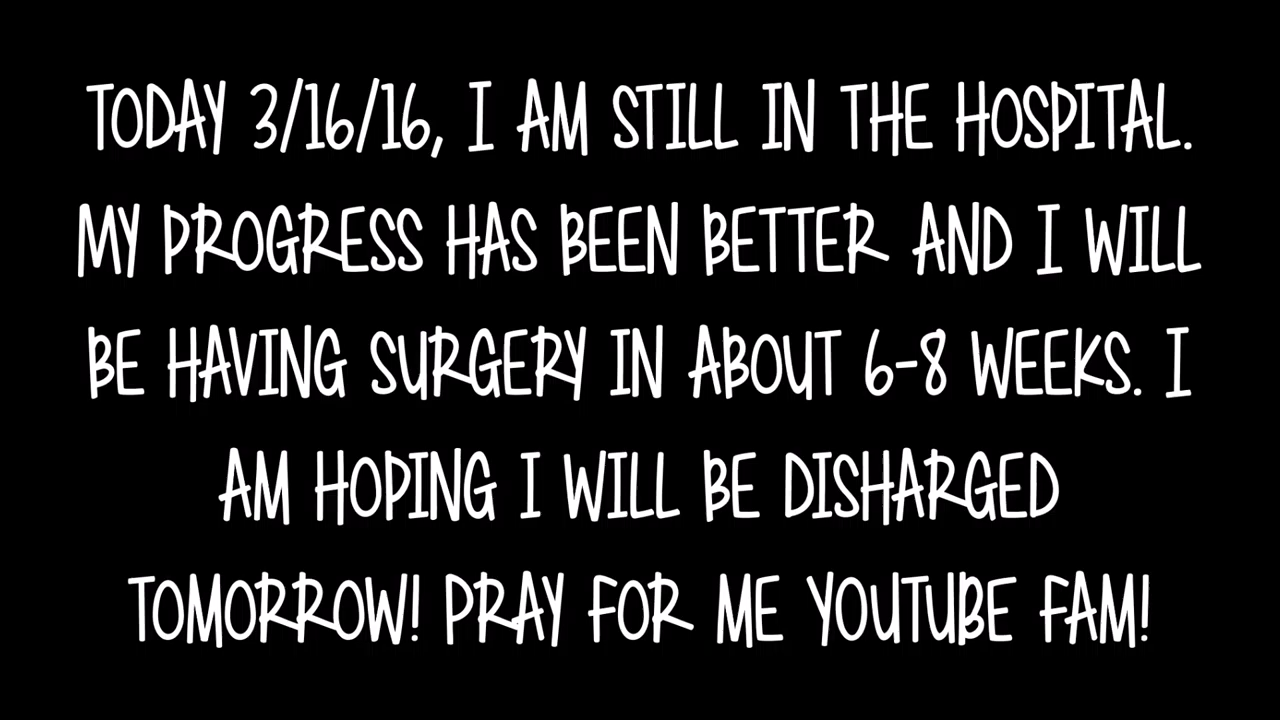 TODAY 3/16/16, I AM STILL IN THE HOSPITAL.
MY PROGRESS HAS BEEN BETTER AND I WILL
BE HAVING SURGERY IN ABOUT 6-8 WEEKS. I
AM HOPING I WILL BE DISHARGED
TOMORROW! PRAY FOR ME YOUTUBE FAM!